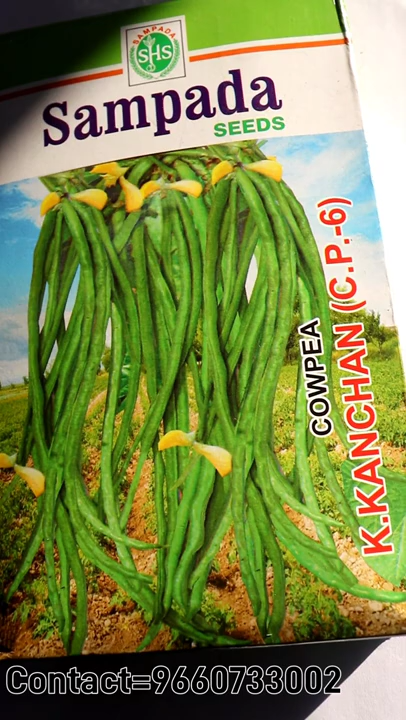 SAMPADA
SHS
Sampada
SEEDS
COWPEA
K.KANCHAN (C.P.-6)
Contact=9660733002